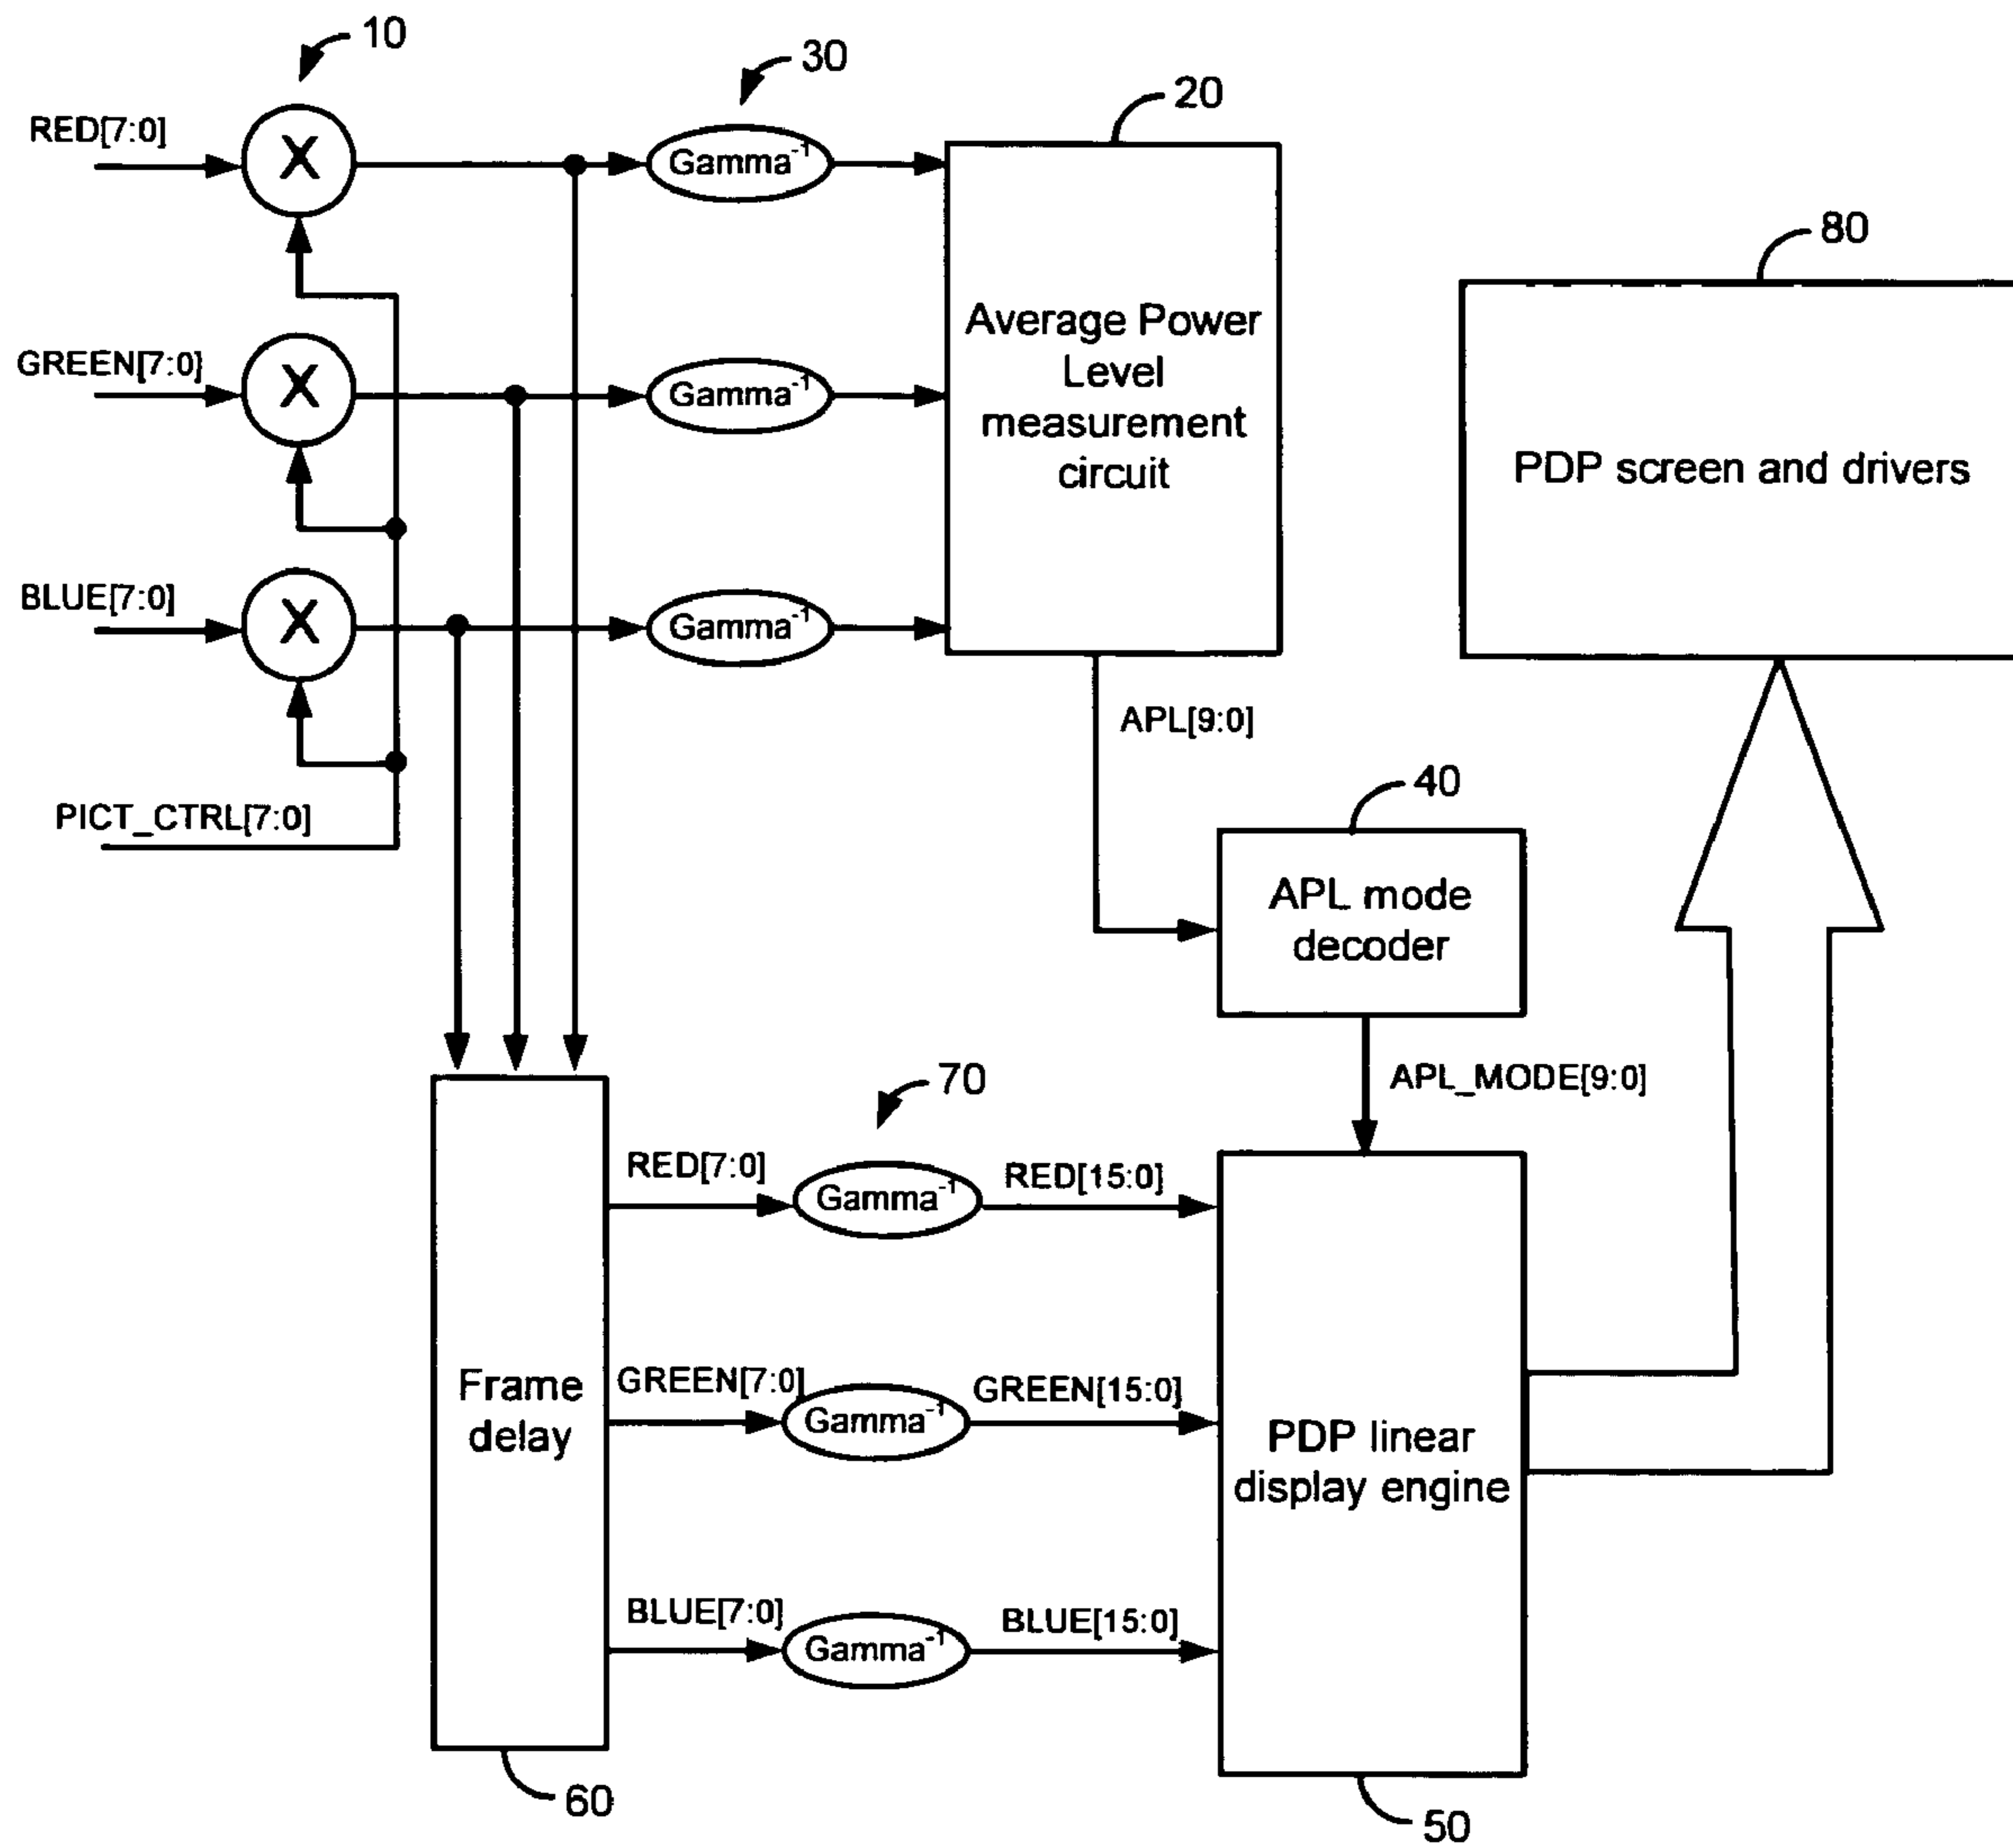 10
30
20
RED[7:0]
X
Gamma-1
80
GREEN[7:0]
X
Gamma-1
Average Power
Level
measurement
circuit
PDP screen and drivers
BLUE[7:0]
X
Gamma-1
APL[9:0]
PICT_CTRL[7:0]
40
APL mode
decoder
70
APL_MODE[9:0]
RED[7:0]
Gamma-1
RED[15:0]
Frame
delay
GREEN[7:0]
Gamma-1
GREEN[15:0]
PDP linear
display engine
BLUE[7:0]
Gamma-1
BLUE[15:0]
60
50